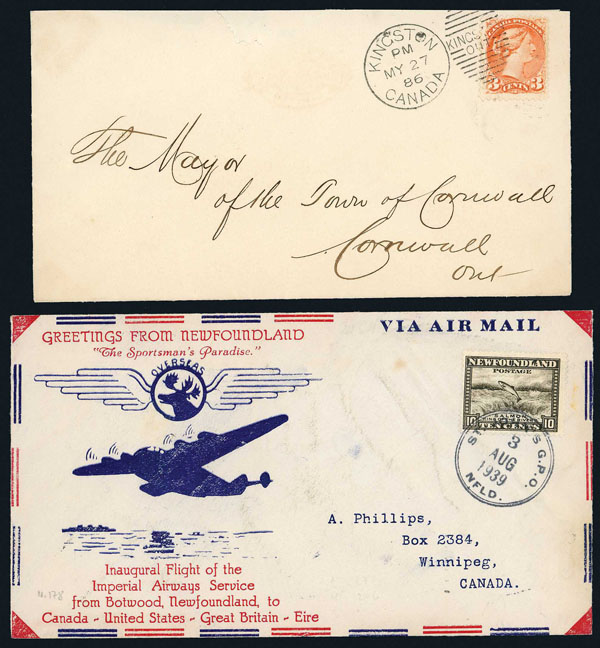 KINGSTON
PM
MY 27
86
CANADA
KINGS
ONT
3 CENTS 3
The Mayor
of the Town of Cornwall
Cornwall
Ont
GREETINGS FROM NEWFOUNDLAND
"The Sportsman's Paradise."
OVERSEAS
VIA AIR MAIL
NEWFOUNDLAND
POSTAGE
SALMON
10 TEN CENTS 10
G.P.O.
3
AUG
1939
NFLD.
A. Phillips,
Box 2384,
Winnipeg,
CANADA.
Inaugural Flight of the
Imperial Airways Service
from Botwood, Newfoundland, to
Canada - United States - Great Britain - Eire